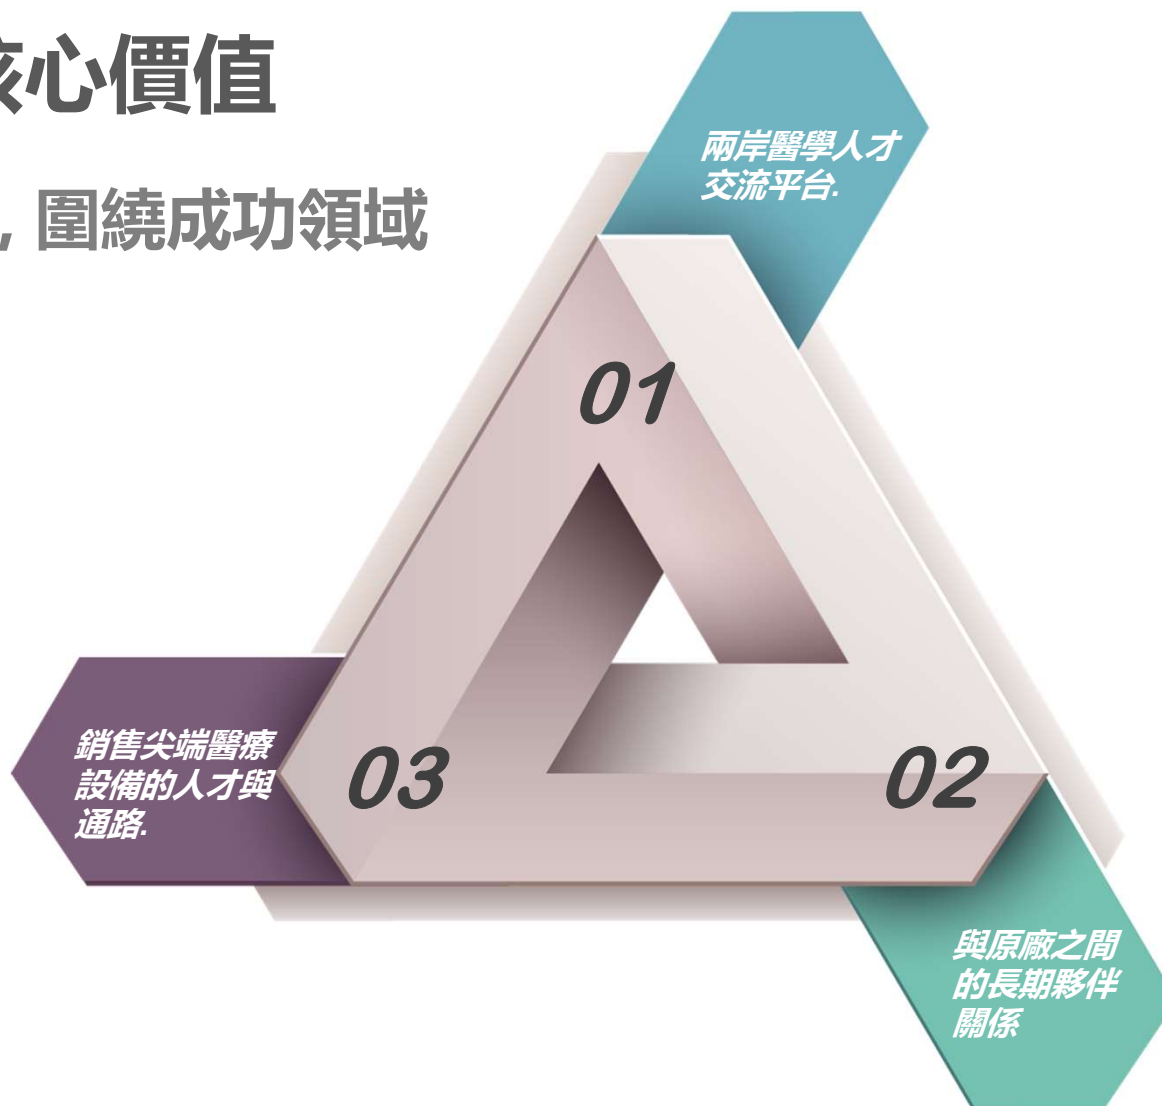 核心價值
, 圍繞成功領域
兩岸醫學人才
交流平台.
01
銷售尖端醫療
設備的人才與
通路.
03
02
與原廠之間
的長期夥伴
關係